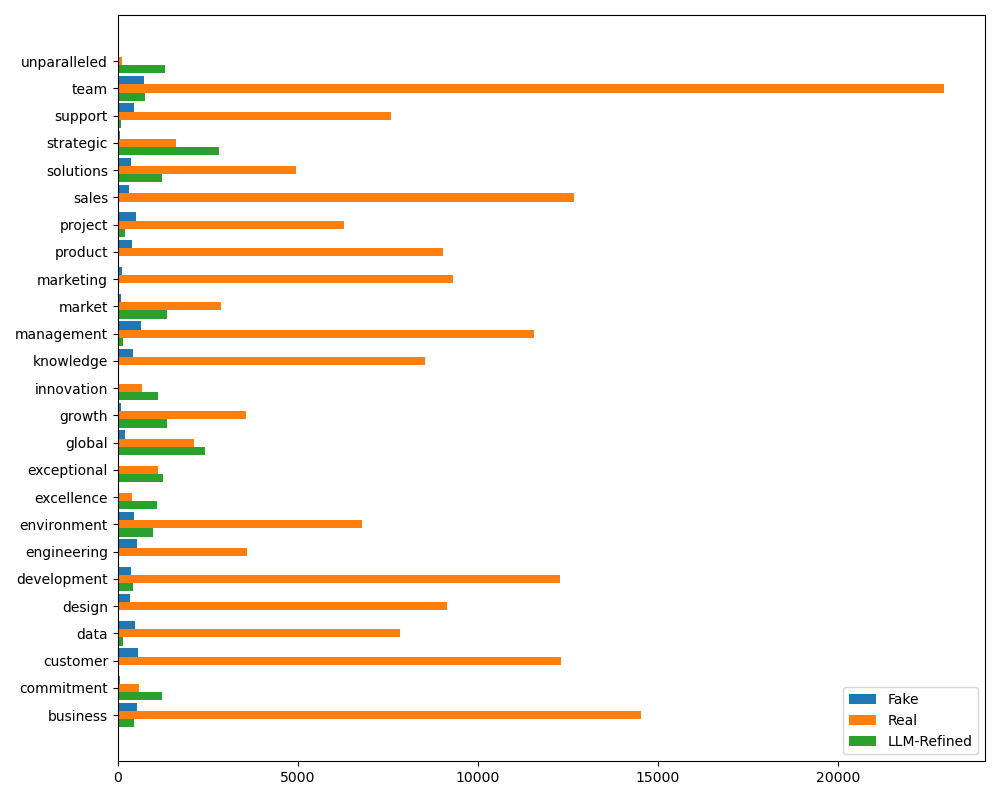 unparalleled
team
support
strategic
solutions
sales
project
product
marketing
market
management
knowledge
innovation
growth
global
exceptional
excellence
environment
engineering
development
design
data
customer
commitment
business
Fake
Real
LLM-Refined
0 5000 10000 15000 20000